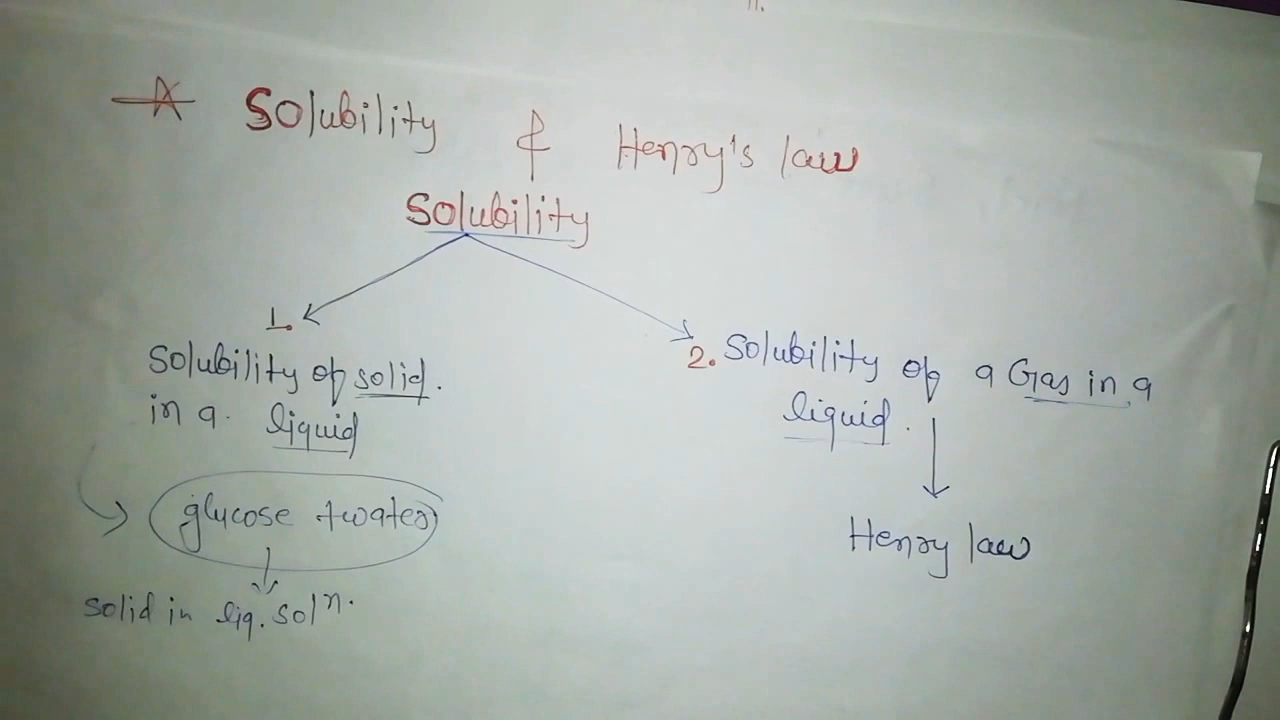 Solubility & Henry's law
Solubility
1.
Solubility of solid.
in a. liquid
glucose + water
solid in liq. solⁿ.
2. Solubility of a Gas in a
liquid.
Henry law